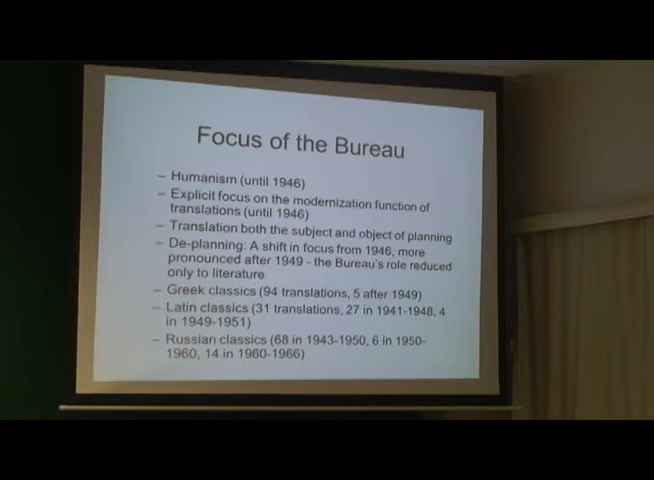 Focus of the Bureau
– Humanism (until 1946)
– Explicit focus on the modernization function of
translations (until 1946)
– Translation both the subject and object of planning
– De-planning: A shift in focus from 1946, more
pronounced after 1949 - the Bureau's role reduced
only to literature
– Greek classics (94 translations, 5 after 1949)
– Latin classics (31 translations, 27 in 1941-1948, 4
in 1949-1951)
– Russian classics (68 in 1943-1950, 6 in 1950-
1960, 14 in 1960-1966)